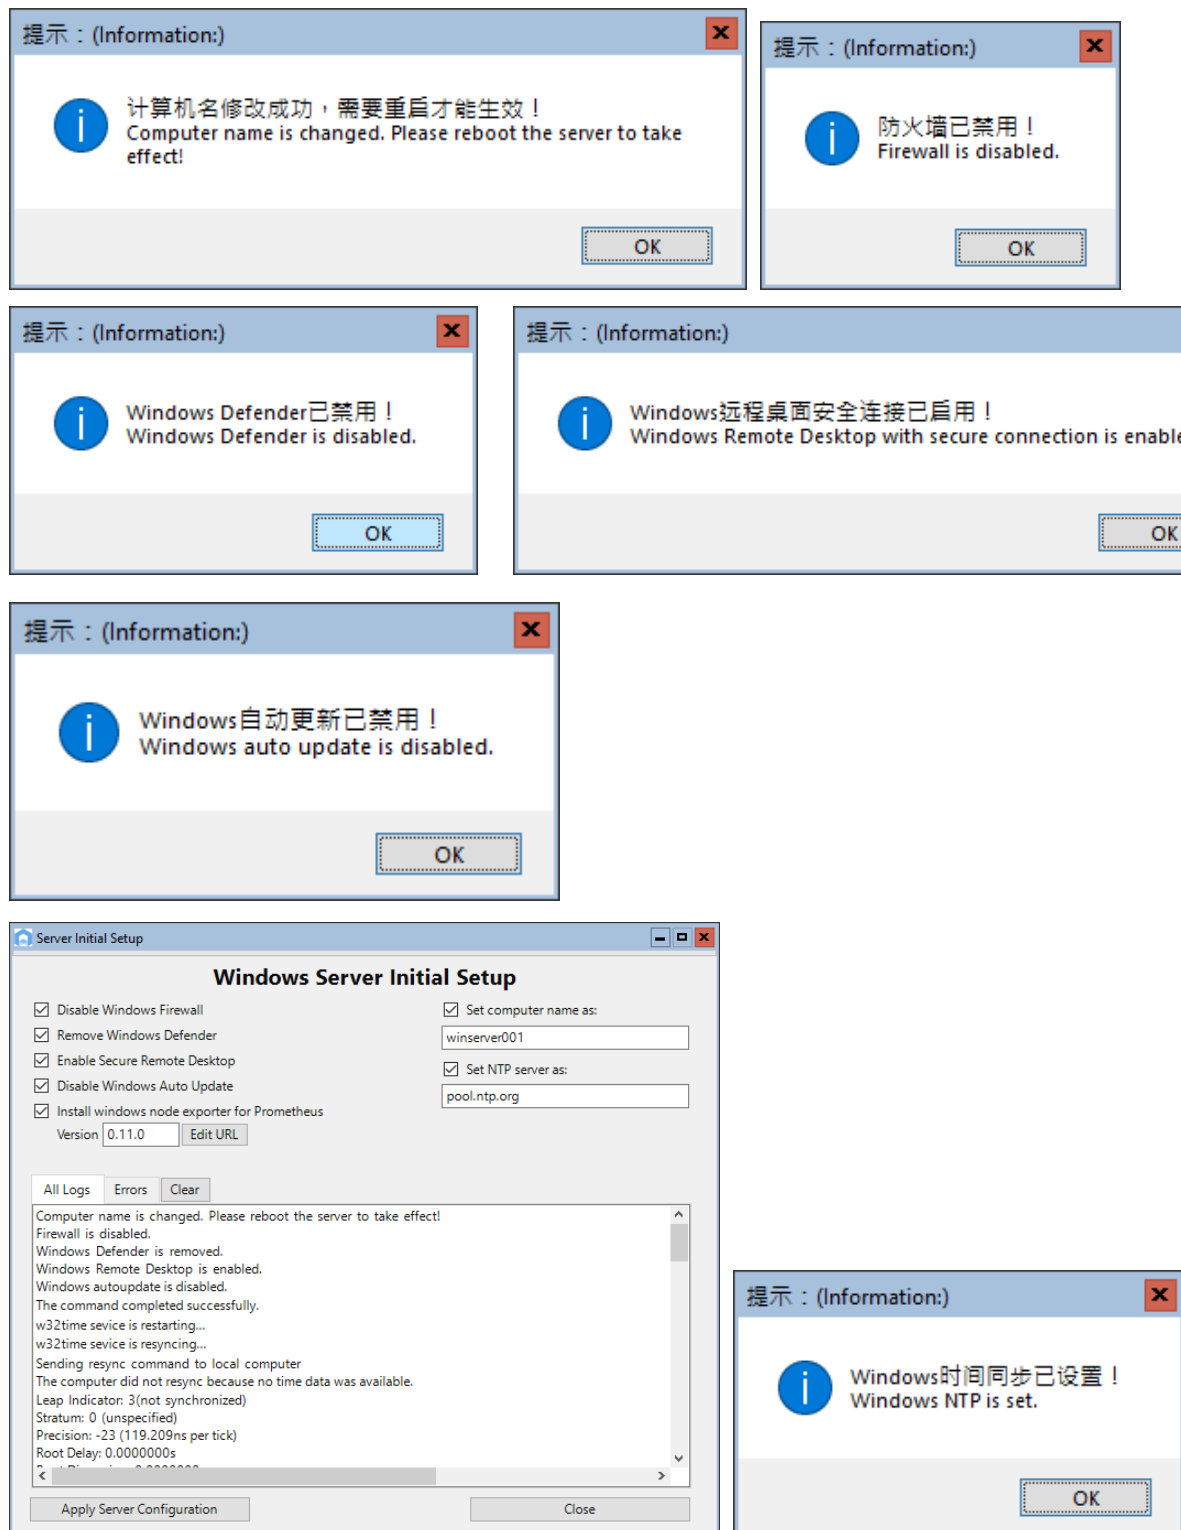 提示：(Information:)
计算机名修改成功，需要重启才能生效！
Computer name is changed. Please reboot the server to take
effect!
OK
提示：(Information:)
防火墙已禁用！
Firewall is disabled.
OK
提示：(Information:)
Windows Defender已禁用！
Windows Defender is disabled.
OK
提示：(Information:)
Windows远程桌面安全连接已启用！
Windows Remote Desktop with secure connection is enable
OK
提示：(Information:)
Windows自动更新已禁用！
Windows auto update is disabled.
OK
Server Initial Setup
Windows Server Initial Setup
Disable Windows Firewall
Remove Windows Defender
Enable Secure Remote Desktop
Disable Windows Auto Update
Install windows node exporter for Prometheus
Version 0.11.0 Edit URL
Set computer name as:
winserver001
Set NTP server as:
pool.ntp.org
All Logs Errors Clear
Computer name is changed. Please reboot the server to take effect!
Firewall is disabled.
Windows Defender is removed.
Windows Remote Desktop is enabled.
Windows autoupdate is disabled.
The command completed successfully.
w32time sevice is restarting...
w32time sevice is resyncing...
Sending resync command to local computer
The computer did not resync because no time data was available.
Leap Indicator: 3(not synchronized)
Stratum: 0 (unspecified)
Precision: -23 (119.209ns per tick)
Root Delay: 0.0000000s
Apply Server Configuration
Close
提示：(Information:)
Windows时间同步已设置！
Windows NTP is set.
OK